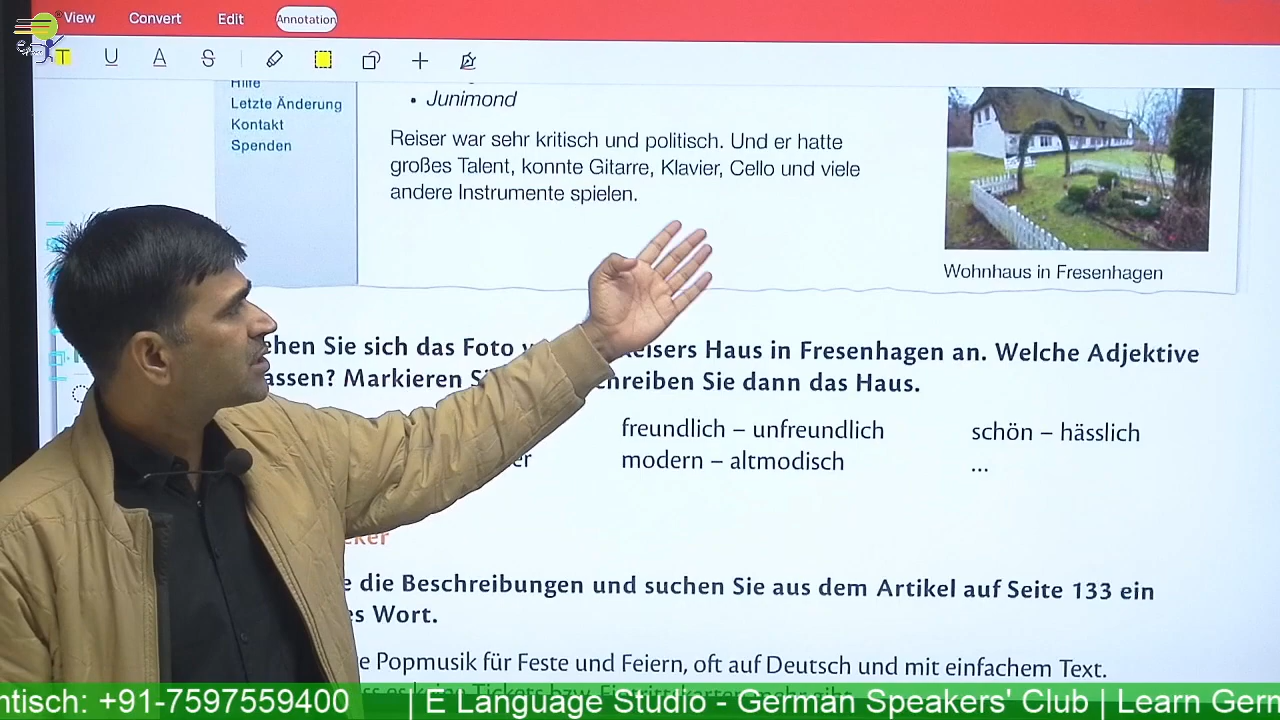 View Convert Edit Annotation
T U A S
Hilfe
Letzte Änderung
Kontakt
Spenden
• Junimond
Reiser war sehr kritisch und politisch. Und er hatte
großes Talent, konnte Gitarre, Klavier, Cello und viele
andere Instrumente spielen.
Wohnhaus in Fresenhagen
ehen Sie sich das Foto v eisers Haus in Fresenhagen an. Welche Adjektive
assen? Markieren S chreiben Sie dann das Haus.
freundlich – unfreundlich
schön – hässlich
er
modern – altmodisch
...
cker
e die Beschreibungen und suchen Sie aus dem Artikel auf Seite 133 ein
es Wort.
e Popmusik für Feste und Feiern, oft auf Deutsch und mit einfachem Text.
ntisch: +91-7597559400 | E Language Studio - German Speakers' Club | Learn Gern